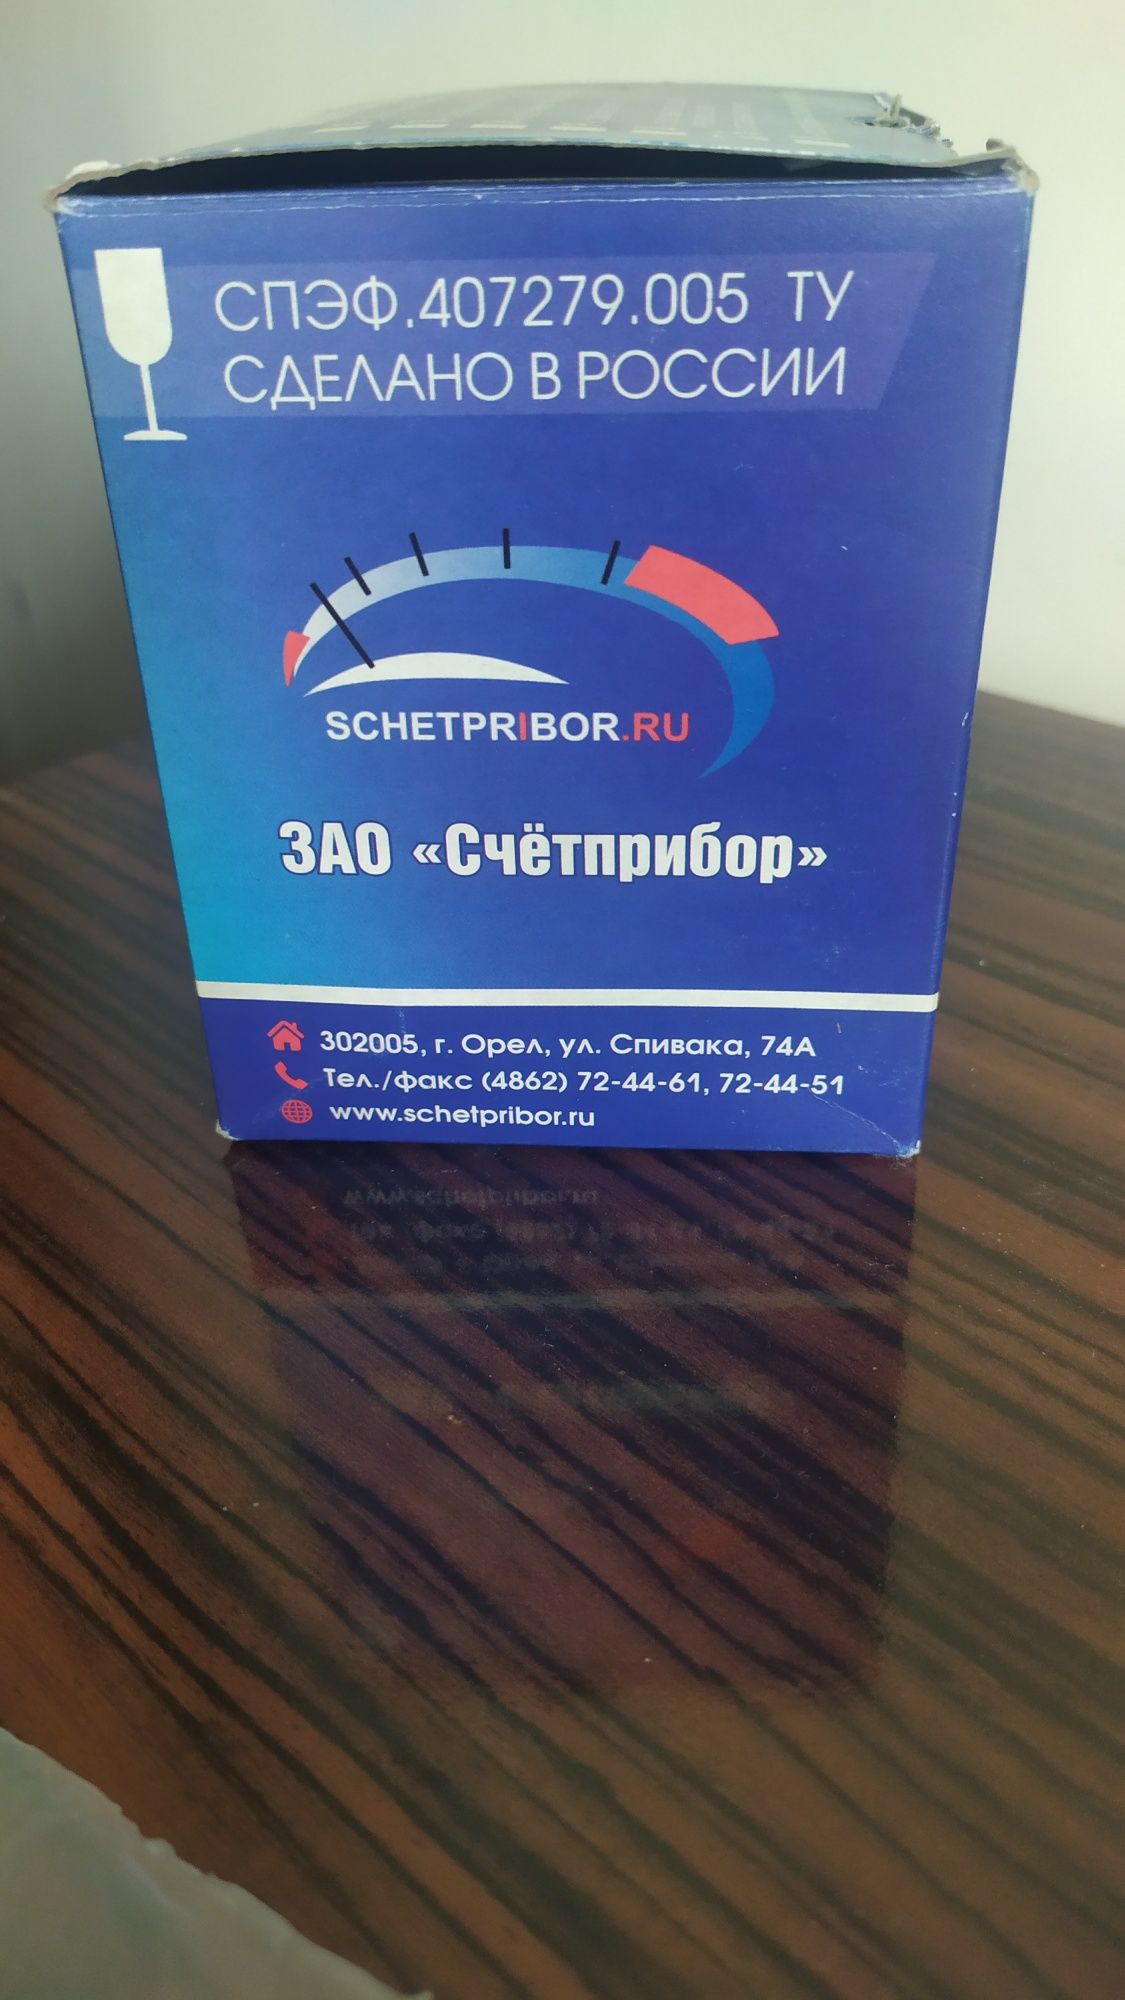 СПЭФ.407279.005 ТУ
СДЕЛАНО В РОССИИ
SCHETPRIBOR.RU
ЗАО «Счётприбор»
302005, г. Орел, ул. Спивака, 74А
Тел./факс (4862) 72-44-61, 72-44-51
www.schetpribor.ru